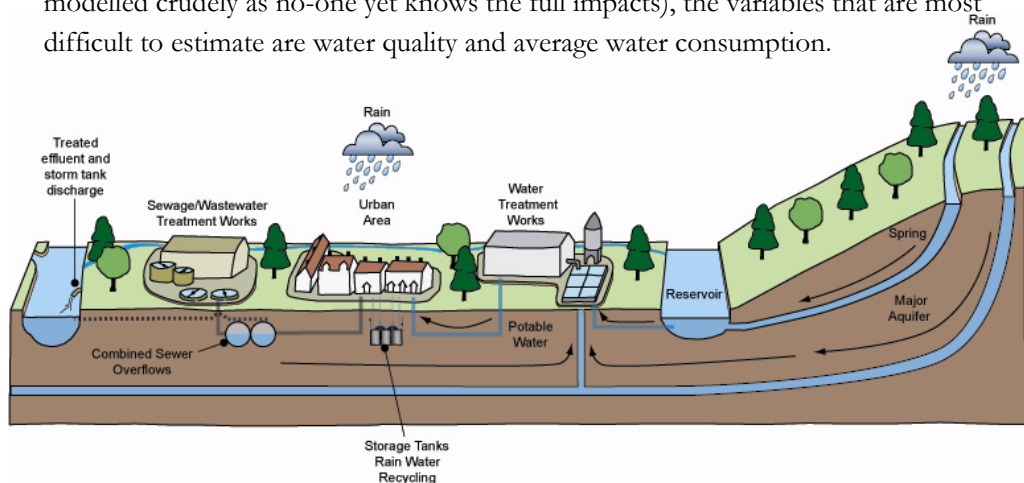 modelled crudely as no-one yet knows the full impacts), the variables that are most
difficult to estimate are water quality and average water consumption.
Rain
Rain
Treated
effluent and
storm tank
discharge
Sewage/Wastewater
Treatment Works
Urban
Area
Water
Treatment
Works
Spring
Reservoir
Major
Aquifer
Potable
Water
Combined Sewer
Overflows
Storage Tanks
Rain Water
Recycling